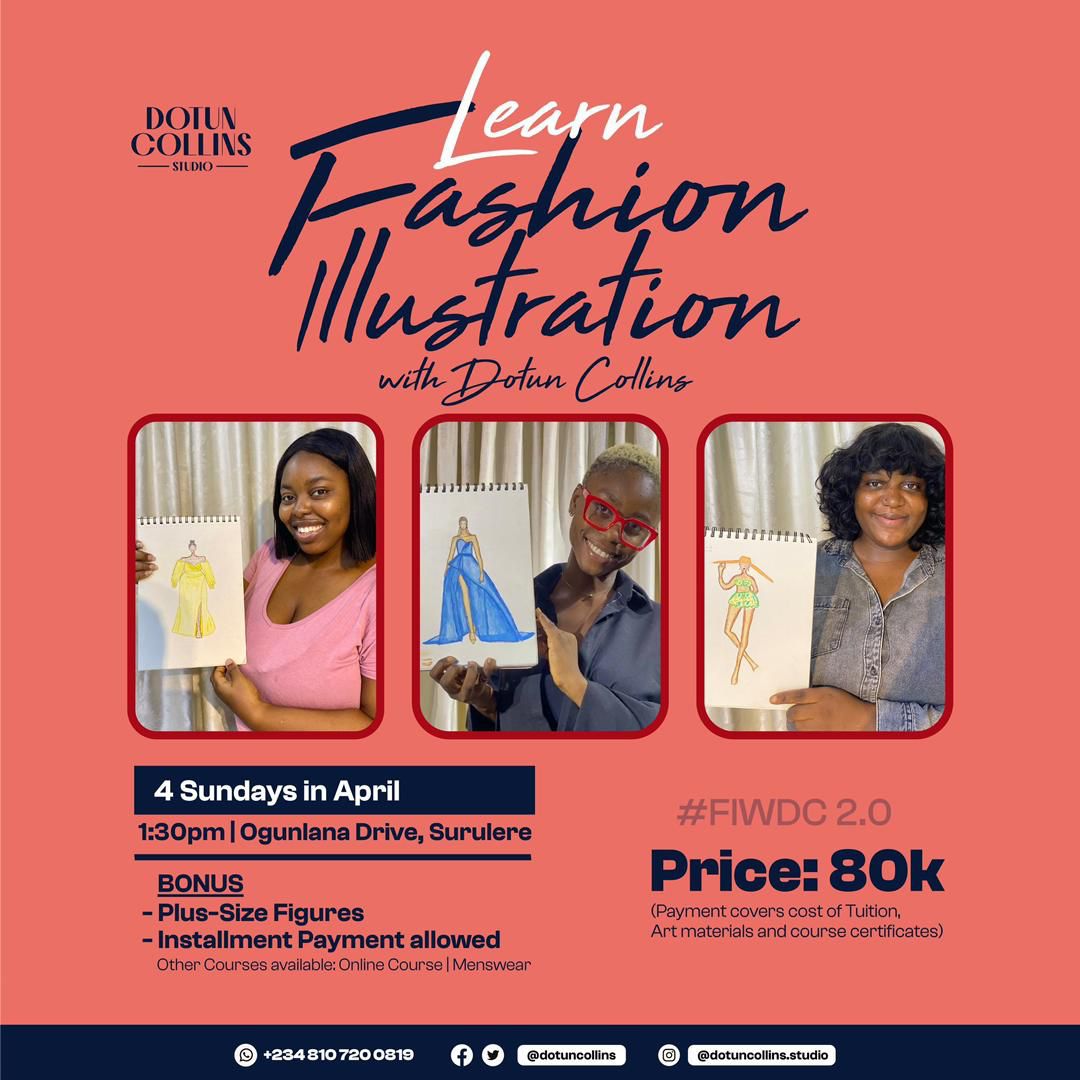 DOTUN
COLLINS
STUDIO
Learn
Fashion
Illustration
with Dotun Collins
4 Sundays in April
1:30pm | Ogunlana Drive, Surulere
BONUS
- Plus-Size Figures
- Installment Payment allowed
Other Courses available: Online Course | Menswear
#FIWDC 2.0
Price: 80k
(Payment covers cost of Tuition,
Art materials and course certificates)
+234 810 720 0819
@dotuncollins
@dotuncollins.studio